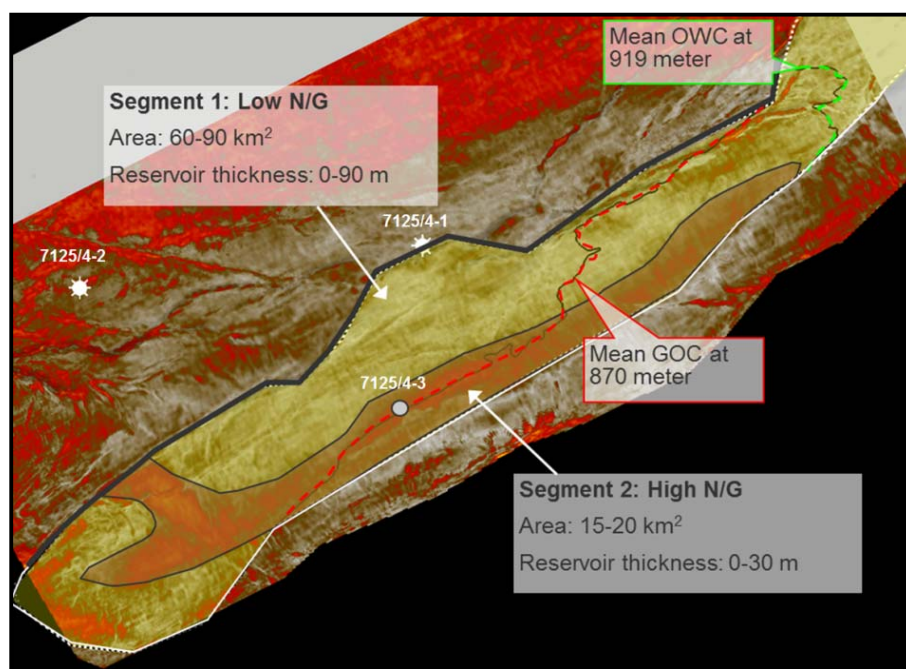 Mean OWC at
919 meter
Segment 1: Low N/G
Area: 60-90 km²
Reservoir thickness: 0-90 m
7125/4-1
7125/4-2
Mean GOC at
870 meter
7125/4-3
Segment 2: High N/G
Area: 15-20 km²
Reservoir thickness: 0-30 m